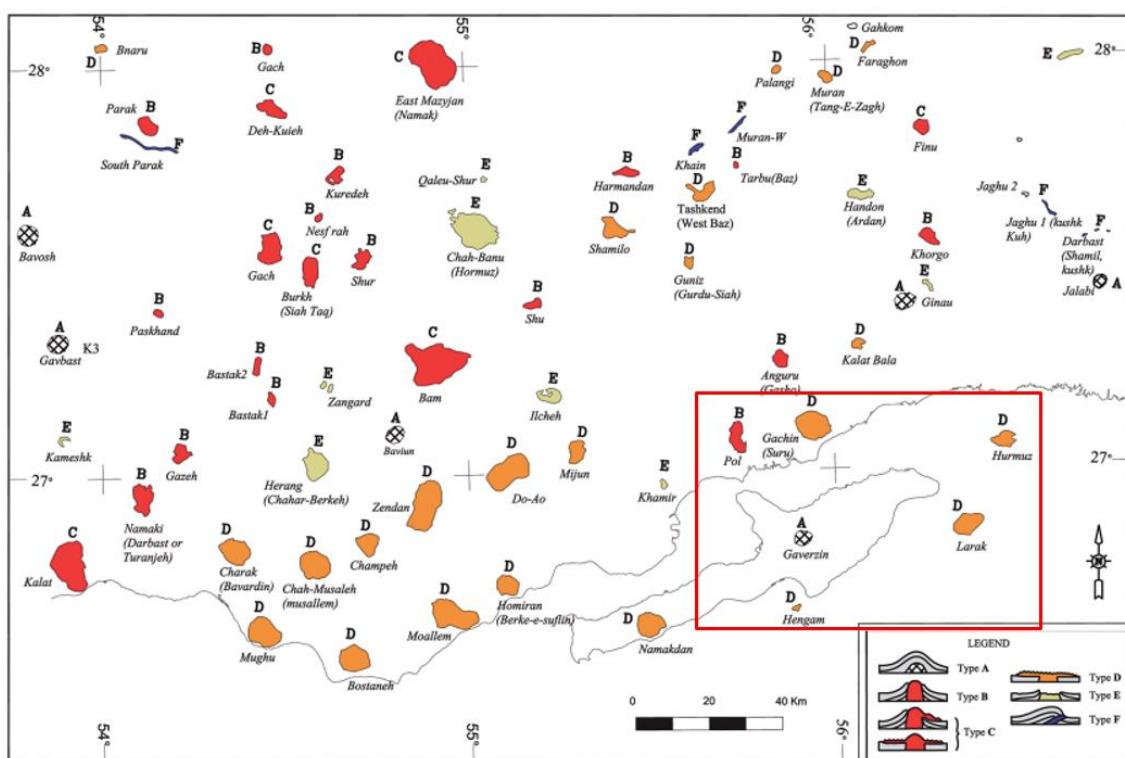 54°
55°
56°
28°
28°
Bnaru
D
B
Gach
C
East Mazyjan
(Namak)
D
Palangi
D
Muran
(Tang-E-Zagh)
Gahkom
D
Faraghon
E
Parak
B
South Parak
F
C
Deh-Kuieh
B
Kuredeh
Qaleu-Shur
E
B
Harmandan
F
Khain
F
Muran-W
B
Tarbu(Baz)
C
Finu
D
Tashkend
(West Baz)
E
Handon
(Ardan)
Jaghu 2
F
Jaghu 1 (kushk
Kuh)
F
Darbast
(Shamil,
kushk)
A
Bavosh
B
Nesf rah
C
Gach
C
Burkh
(Siah Taq)
B
Shur
E
Chah-Banu
(Hormuz)
D
Shamilo
D
Guniz
(Gurdu-Siah)
B
Khorgo
A
E
Ginau
Jalabi
A
B
Paskhand
B
Shu
A
K3
Gavbast
B
Bastak2
B
Bastak1
E
Zangard
C
Bam
E
Ilcheh
B
Anguru
(Gasho)
D
Kalat Bala
E
Kameshk
B
Gazeh
A
Baviun
D
Mijun
B
Pol
D
Gachin
(Suru)
D
Hurmuz
27°
27°
B
Namaki
(Darbast or
Turanjeh)
E
Herang
(Chahar-Berkeh)
D
Zendan
D
Do-Ao
E
Khamir
A
Gaverzin
D
Larak
C
Kalat
D
Charak
(Bavardin)
D
Chah-Musaleh
(musallem)
D
Champeh
D
Homiran
(Berke-e-suflin)
D
Moallem
D
Mughu
D
Bostaneh
D
Namakdan
D
Hengam
N
0
20
40 Km
54°
55°
56°
LEGEND
Type A
Type B
Type C
Type D
Type E
Type F